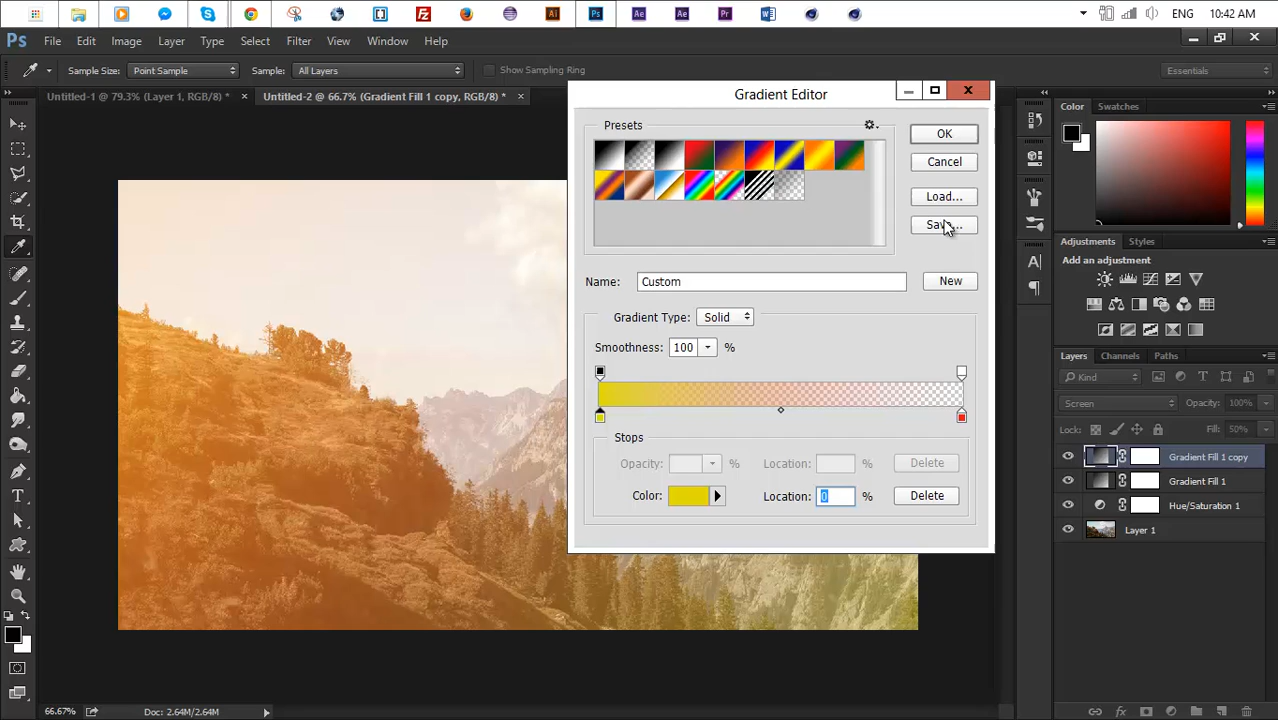 ENG 10:42 AM
Ps File Edit Image Layer Type Select Filter View Window Help
Sample Size: Point Sample Sample: All Layers Show Sampling Ring Essentials
Untitled-1 @ 79.3% (Layer 1, RGB/8) * × Untitled-2 @ 66.7% (Gradient Fill 1 copy, RGB/8) * ×
Gradient Editor
Presets
OK
Cancel
Load...
Name: Custom New
Gradient Type: Solid
Smoothness: 100 %
Stops
Opacity: % Location: % Delete
Color: Location: 0 % Delete
Color Swatches
Adjustments Styles
Add an adjustment
Layers Channels Paths
Kind
Screen Opacity: 100%
Lock: Fill: 50%
Gradient Fill 1 copy
Gradient Fill 1
Hue/Saturation 1
Layer 1
66.67% Doc: 2.64M/2.64M